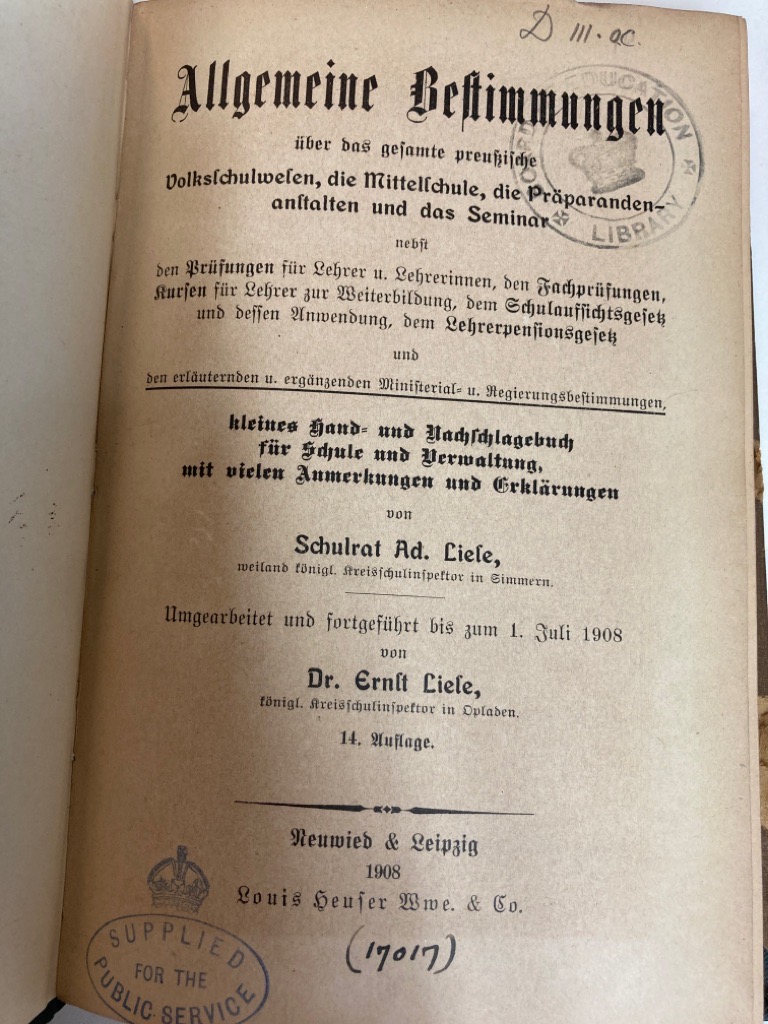 D III. ac.
Allgemeine Bestimmungen
über das gesamte preußische
Volksschulwesen, die Mittelschule, die Präparanden-
anstalten und das Seminar
nebst
den Prüfungen für Lehrer u. Lehrerinnen, den Fachprüfungen,
Kursen für Lehrer zur Weiterbildung, dem Schulaufsichtsgesetz
und dessen Anwendung, dem Lehrerpensionsgesetz
und
den erläuternden u. ergänzenden Ministerial- u. Regierungsbestimmungen,
kleines Hand- und Nachschlagebuch
für Schule und Verwaltung,
mit vielen Anmerkungen und Erklärungen
von
Schulrat Ad. Liese,
weiland königl. Kreisschulinspektor in Simmern.
Umgearbeitet und fortgeführt bis zum 1. Juli 1908
von
Dr. Ernst Liese,
königl. Kreisschulinspektor in Opladen.
14. Auflage.
Neuwied & Leipzig
1908
Louis Heuser Wwe. & Co.
(17017)
EDUCATION
LIBRARY
SUPPLIED
FOR THE
PUBLIC SERVICE